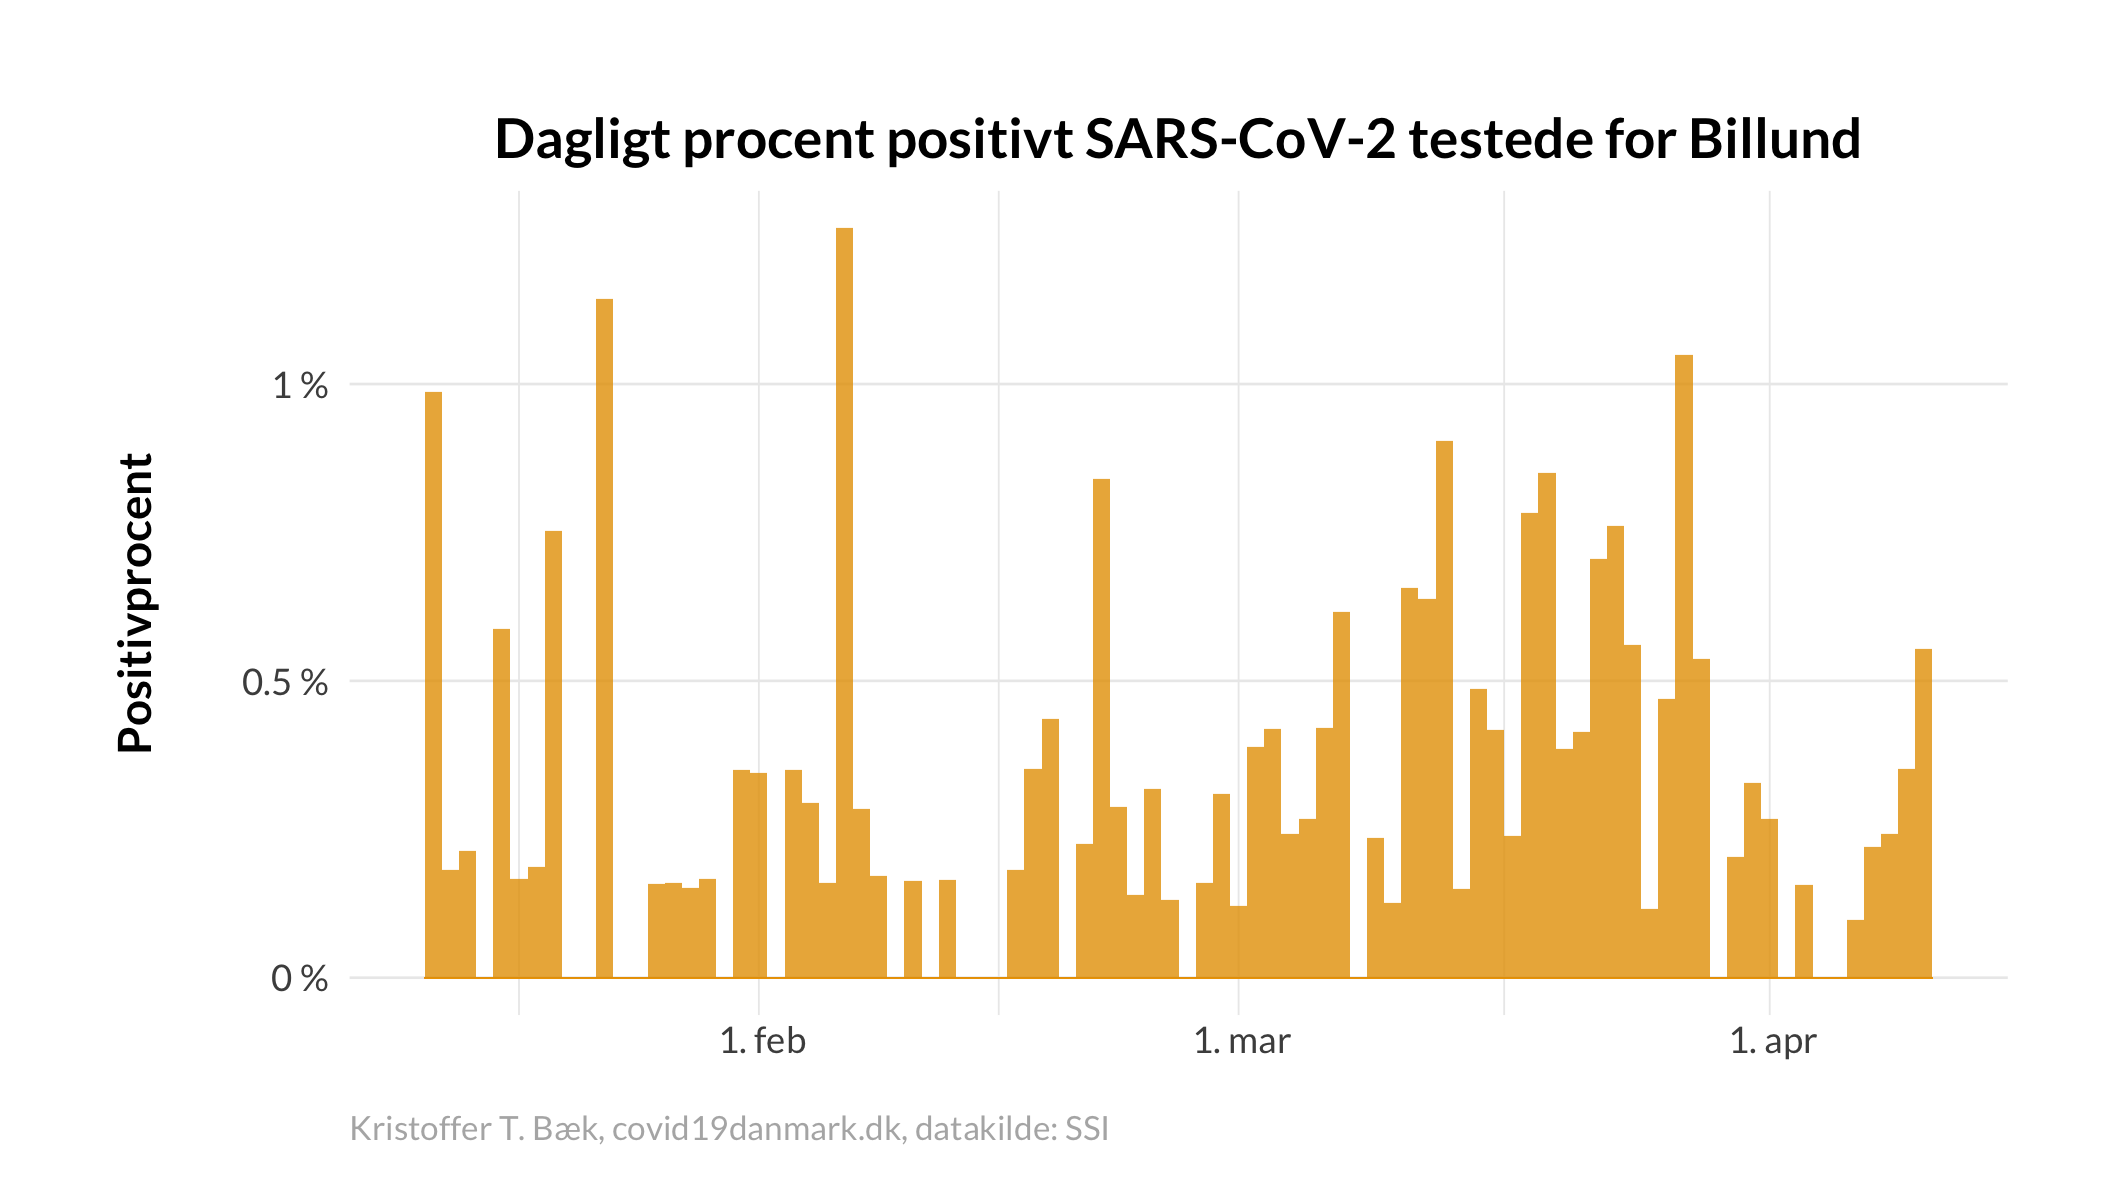 Dagligt procent positivt SARS-CoV-2 testede for Billund
Positivprocent
1 %
0.5 %
0 %
1. feb
1. mar
1. apr
Kristoffer T. Bæk, covid19danmark.dk, datakilde: SSI